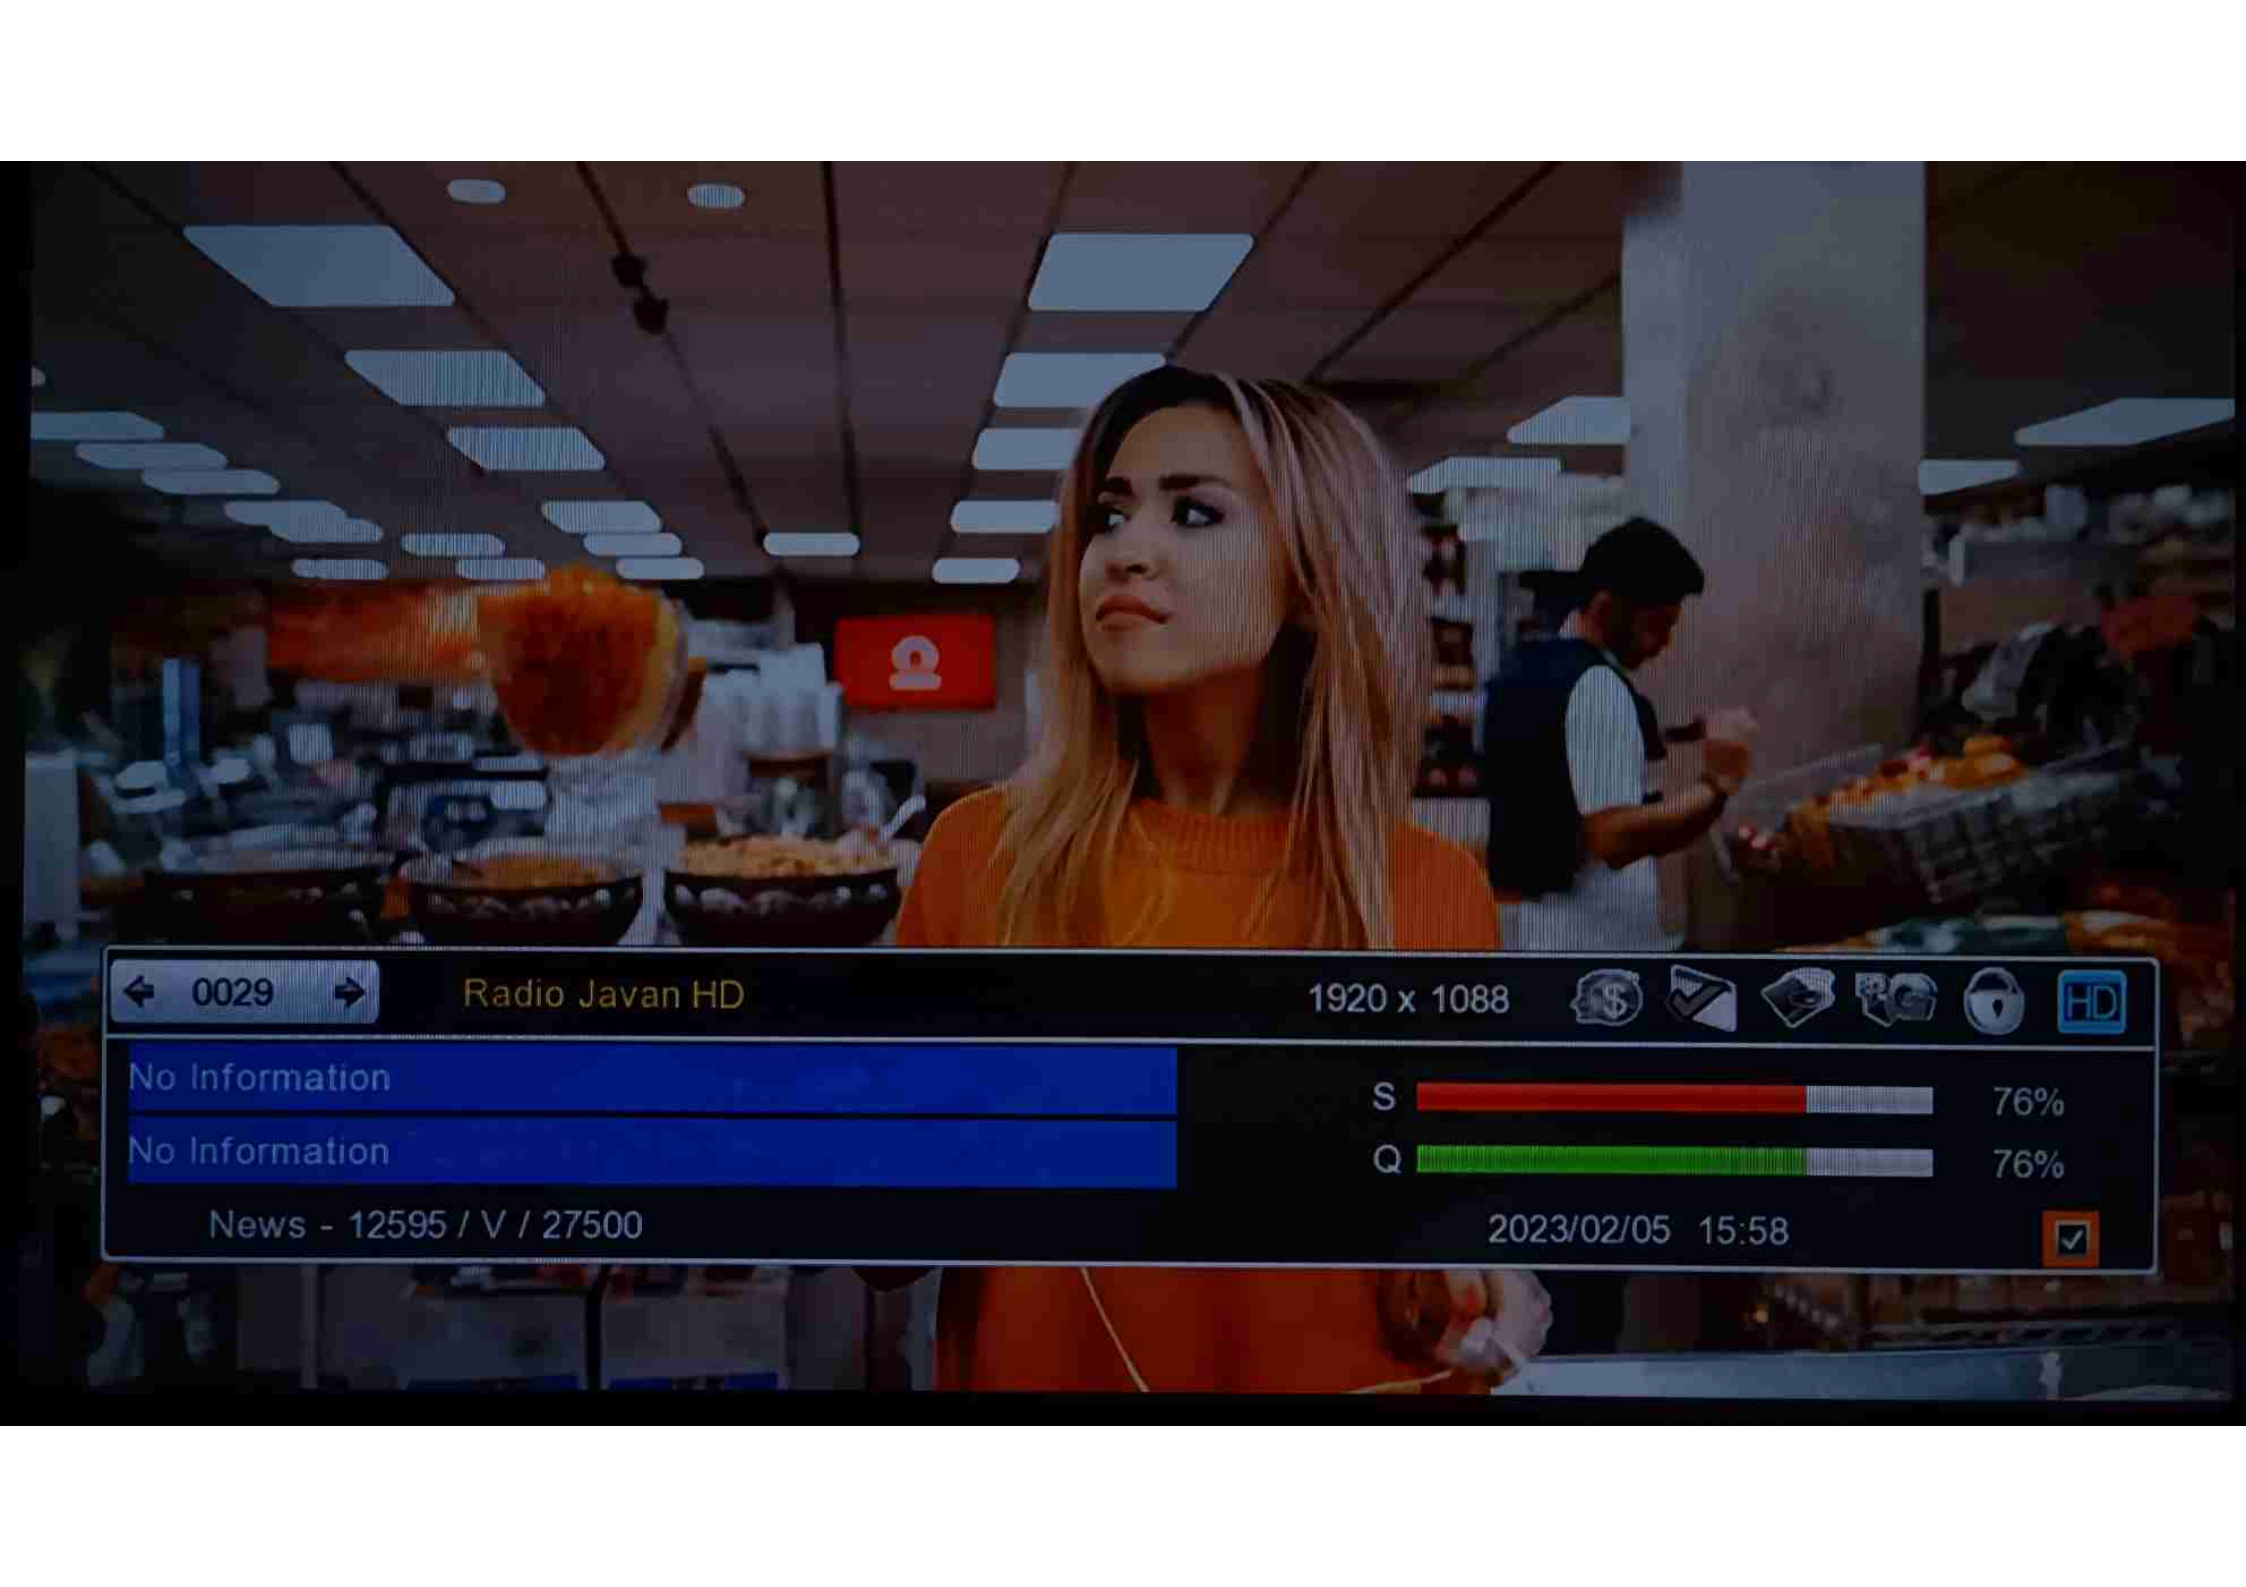 0029 Radio Javan HD 1920 x 1088 $ HD
No Information
S 76%
No Information
Q 76%
News - 12595 / V / 27500 2023/02/05 15:58